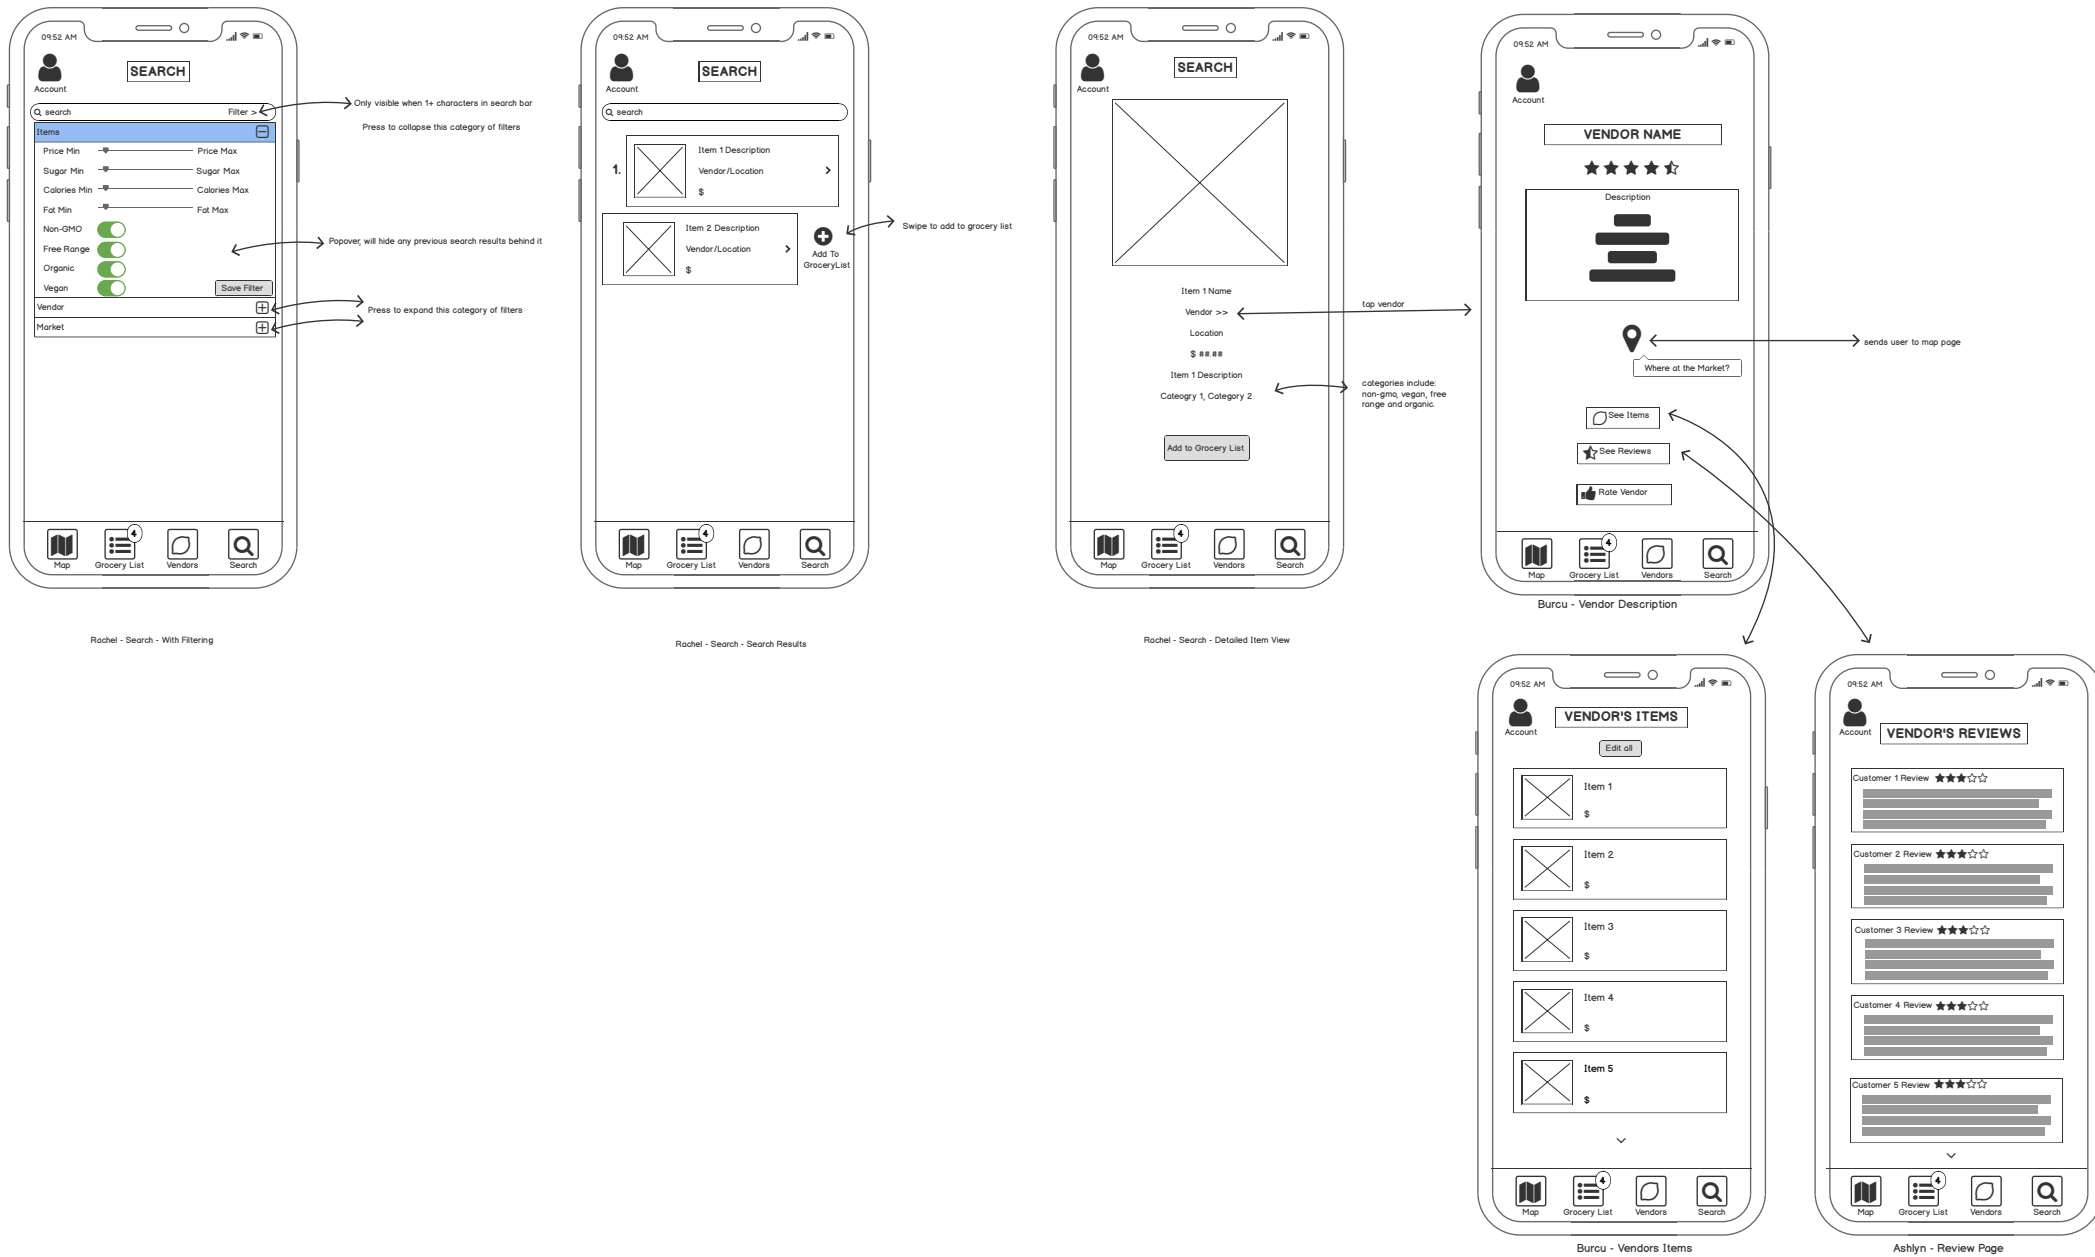 09:52 AM
Account
SEARCH
search
Filter >
Only visible when 1+ characters in search bar
Press to collapse this category of filters
Items
Price Min
Price Max
Sugar Min
Sugar Max
Calories Min
Calories Max
Fat Min
Fat Max
Non-GMO
Free Range
Organic
Vegan
Save Filter
Popover, will hide any previous search results behind it
Vendor
Market
Press to expand this category of filters
Map
4
Grocery List
Vendors
Search
Rachel - Search - With Filtering
09:52 AM
Account
SEARCH
search
1.
Item 1 Description
Vendor/Location
$
Item 2 Description
Vendor/Location
$
Add To
GroceryList
Swipe to add to grocery list
Map
4
Grocery List
Vendors
Search
Rachel - Search - Search Results
09:52 AM
Account
SEARCH
Item 1 Name
Vendor >>
Location
$ ##.##
Item 1 Description
Cateogry 1, Category 2
Add to Grocery List
tap vendor
categories include:
non-gmo, vegan, free
range and organic.
Map
4
Grocery List
Vendors
Search
Rachel - Search - Detailed Item View
09:52 AM
Account
VENDOR NAME
Description
Where at the Market?
sends user to map page
See Items
See Reviews
Rate Vendor
Map
4
Grocery List
Vendors
Search
Burcu - Vendor Description
09:52 AM
Account
VENDOR'S ITEMS
Edit all
Item 1
$
Item 2
$
Item 3
$
Item 4
$
Item 5
$
Map
4
Grocery List
Vendors
Search
Burcu - Vendors Items
09:52 AM
Account
VENDOR'S REVIEWS
Customer 1 Review
Customer 2 Review
Customer 3 Review
Customer 4 Review
Customer 5 Review
Map
4
Grocery List
Vendors
Search
Ashlyn - Review Page